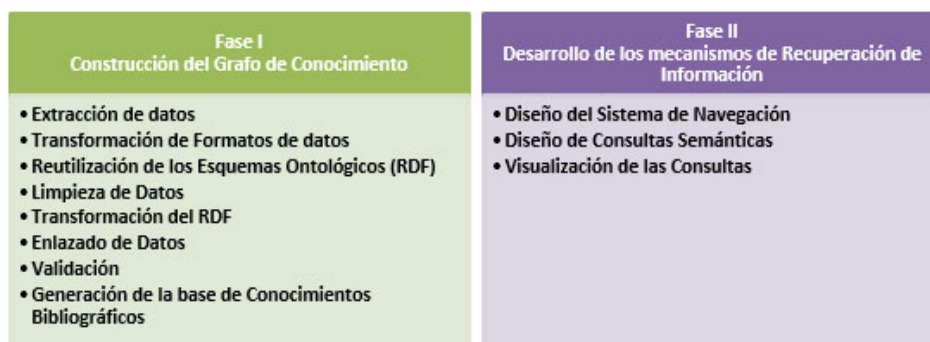 Fase I
Construcción del Grafo de Conocimiento
• Extracción de datos
• Transformación de Formatos de datos
• Reutilización de los Esquemas Ontológicos (RDF)
• Limpieza de Datos
• Transformación del RDF
• Enlazado de Datos
• Validación
• Generación de la base de Conocimientos
Bibliográficos
Fase II
Desarrollo de los mecanismos de Recuperación de
Información
• Diseño del Sistema de Navegación
• Diseño de Consultas Semánticas
• Visualización de las Consultas